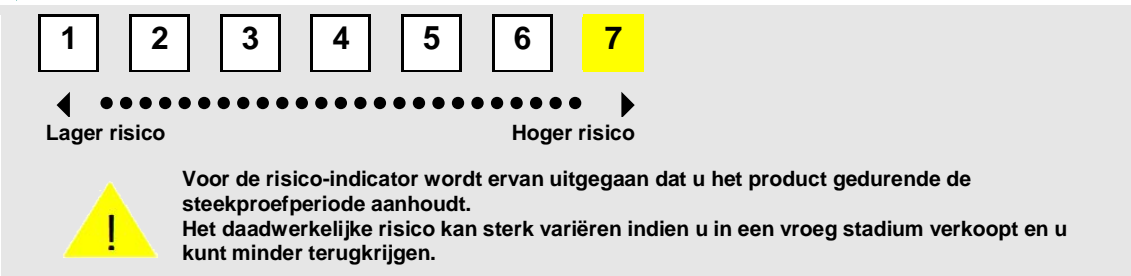 1 2 3 4 5 6 7
Lager risico Hoger risico
!
Voor de risico-indicator wordt ervan uitgegaan dat u het product gedurende de
steekproefperiode aanhoudt.
Het daadwerkelijke risico kan sterk variëren indien u in een vroeg stadium verkoopt en u
kunt minder terugkrijgen.